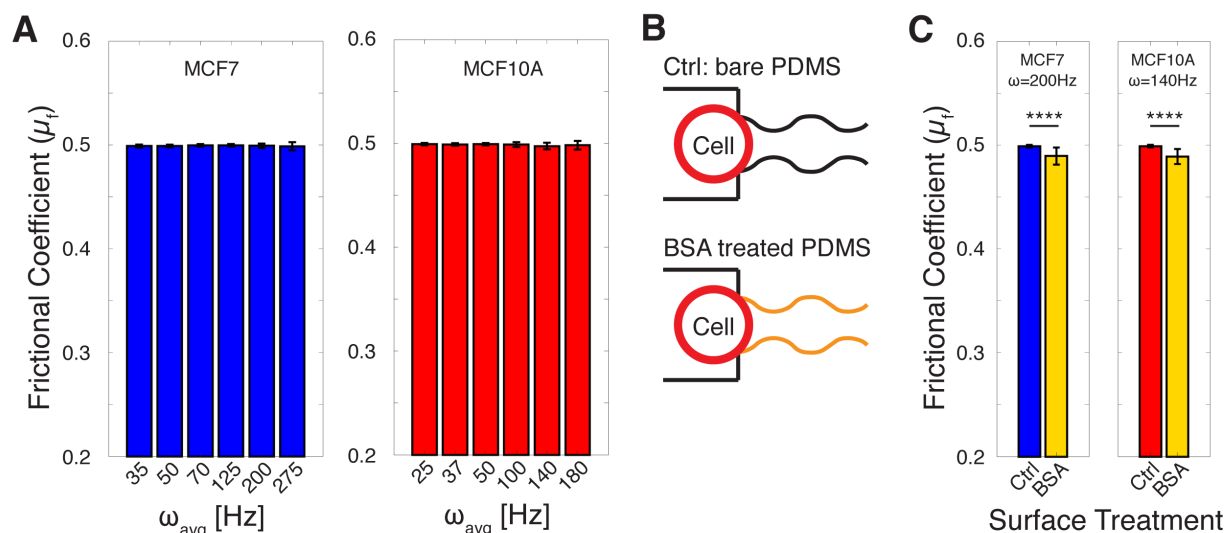 A
Frictional Coefficient (μf)
0.6
0.5
0.4
0.3
0.2
MCF7
35
50
70
125
200
275
ωavg [Hz]
0.6
0.5
0.4
0.3
0.2
MCF10A
25
37
50
100
140
180
ωavg [Hz]
B
Ctrl: bare PDMS
Cell
BSA treated PDMS
Cell
C
Frictional Coefficient (μf)
0.6
0.5
0.4
0.3
0.2
MCF7
ω=200Hz
****
Ctrl
BSA
MCF10A
ω=140Hz
****
Ctrl
BSA
Surface Treatment